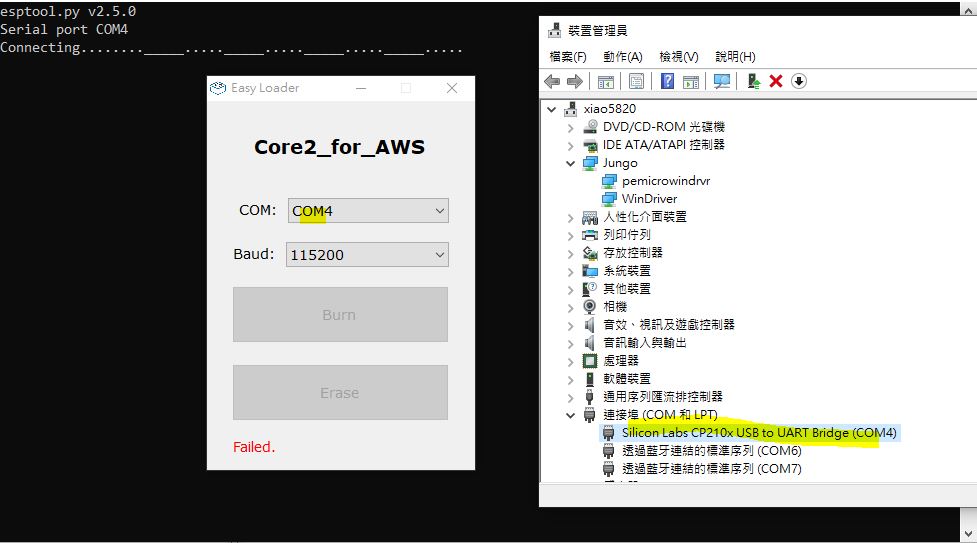 esptool.py v2.5.0
Serial port COM4
Connecting........_____....._____....._____....._____.....
Easy Loader
Core2_for_AWS
COM: COM4
Baud: 115200
Burn
Erase
Failed.
裝置管理員
檔案(F) 動作(A) 檢視(V) 說明(H)
xiao5820
DVD/CD-ROM 光碟機
IDE ATA/ATAPI 控制器
Jungo
pemicrowindrvr
WinDriver
人性化介面裝置
列印佇列
存放控制器
系統裝置
其他裝置
相機
音效、視訊及遊戲控制器
音訊輸入與輸出
處理器
軟體裝置
通用序列匯流排控制器
連接埠 (COM 和 LPT)
Silicon Labs CP210x USB to UART Bridge (COM4)
透過藍牙連結的標準序列 (COM6)
透過藍牙連結的標準序列 (COM7)